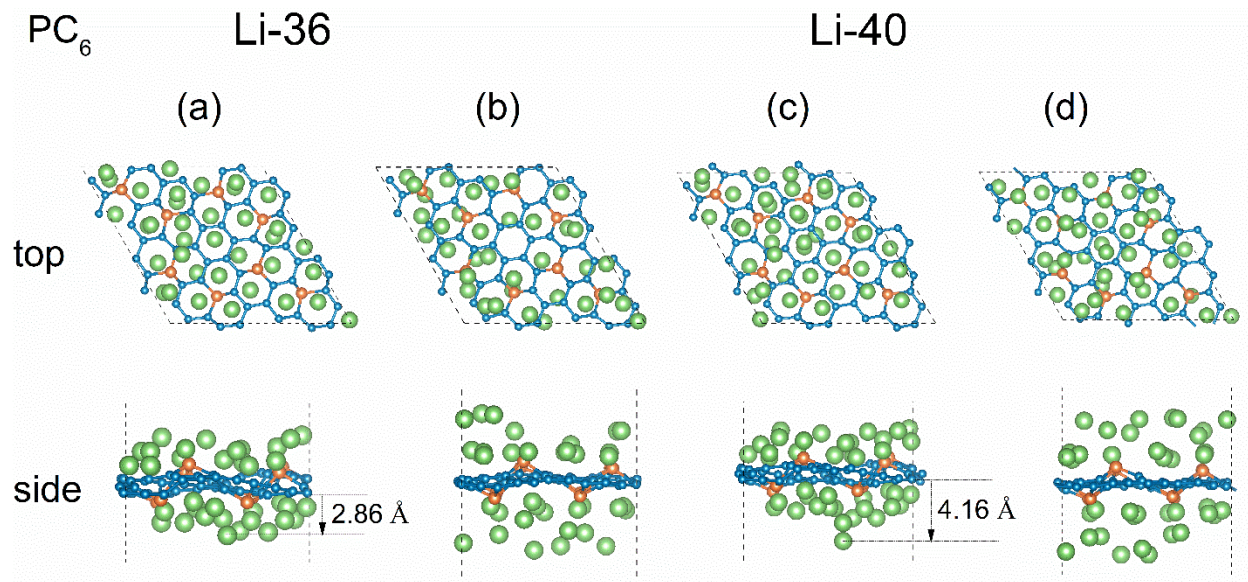 PC₆ Li-36 Li-40
(a) (b) (c) (d)
top
side
2.86 Å
4.16 Å